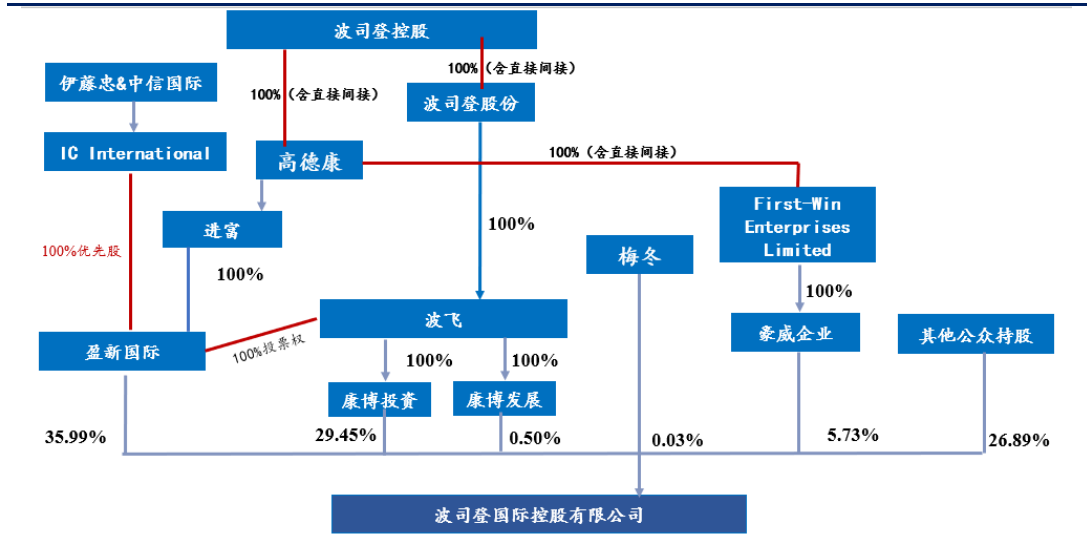 波司登控股
100%（含直接间接）
伊藤忠&中信国际
100%（含直接间接）
波司登股份
IC International
高德康
100%（含直接间接）
First-Win
Enterprises
Limited
进富
100%
梅冬
100%优先股
100%
100%
波飞
豪威企业
其他公众持股
盈新国际
100%投票权
100%
100%
康博投资
康博发展
35.99%
29.45%
0.50%
0.03%
5.73%
26.89%
波司登国际控股有限公司